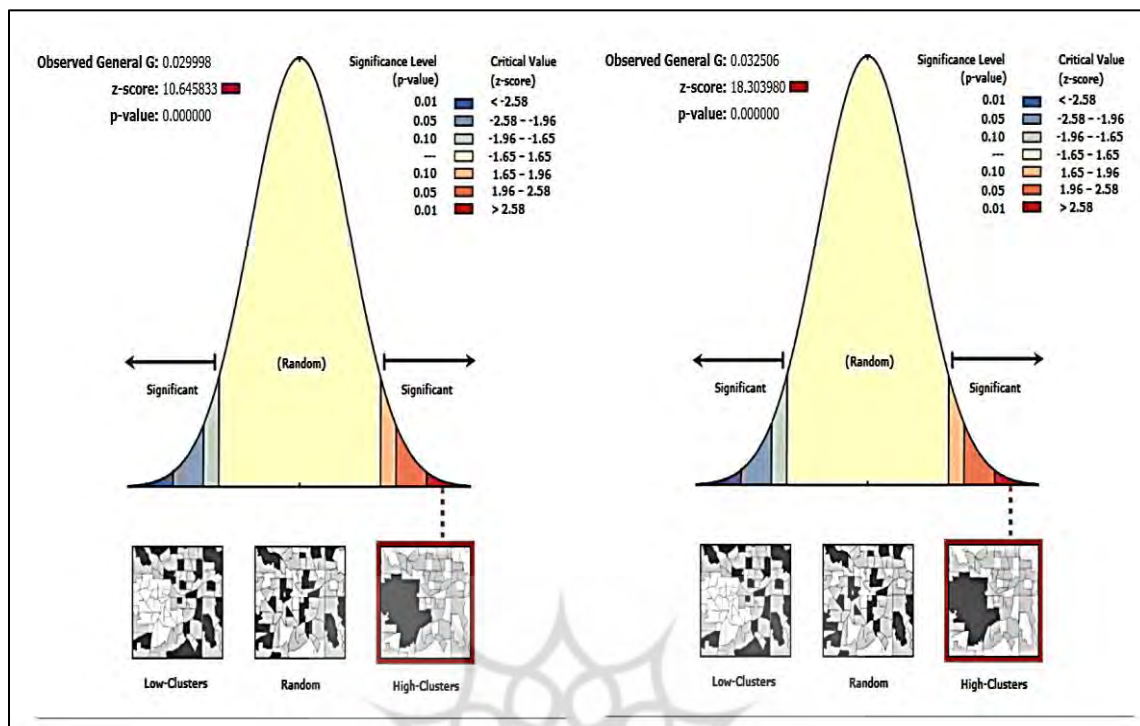 Observed General G: 0.029998
z-score: 10.645833
p-value: 0.000000
Significance Level
(p-value)
Critical Value
(z-score)
0.01 < -2.58
0.05 -2.58 – -1.96
0.10 -1.96 – -1.65
--- -1.65 – 1.65
0.10 1.65 – 1.96
0.05 1.96 – 2.58
0.01 > 2.58
Significant
(Random)
Significant
Low-Clusters
Random
High-Clusters
Observed General G: 0.032506
z-score: 18.303980
p-value: 0.000000
Significance Level
(p-value)
Critical Value
(z-score)
0.01 < -2.58
0.05 -2.58 – -1.96
0.10 -1.96 – -1.65
--- -1.65 – 1.65
0.10 1.65 – 1.96
0.05 1.96 – 2.58
0.01 > 2.58
Significant
(Random)
Significant
Low-Clusters
Random
High-Clusters